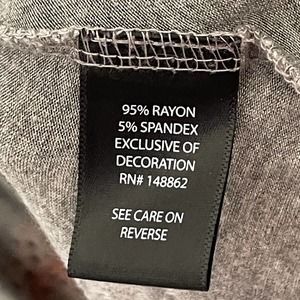 95% RAYON
5% SPANDEX
EXCLUSIVE OF
DECORATION
RN# 148862
SEE CARE ON
REVERSE